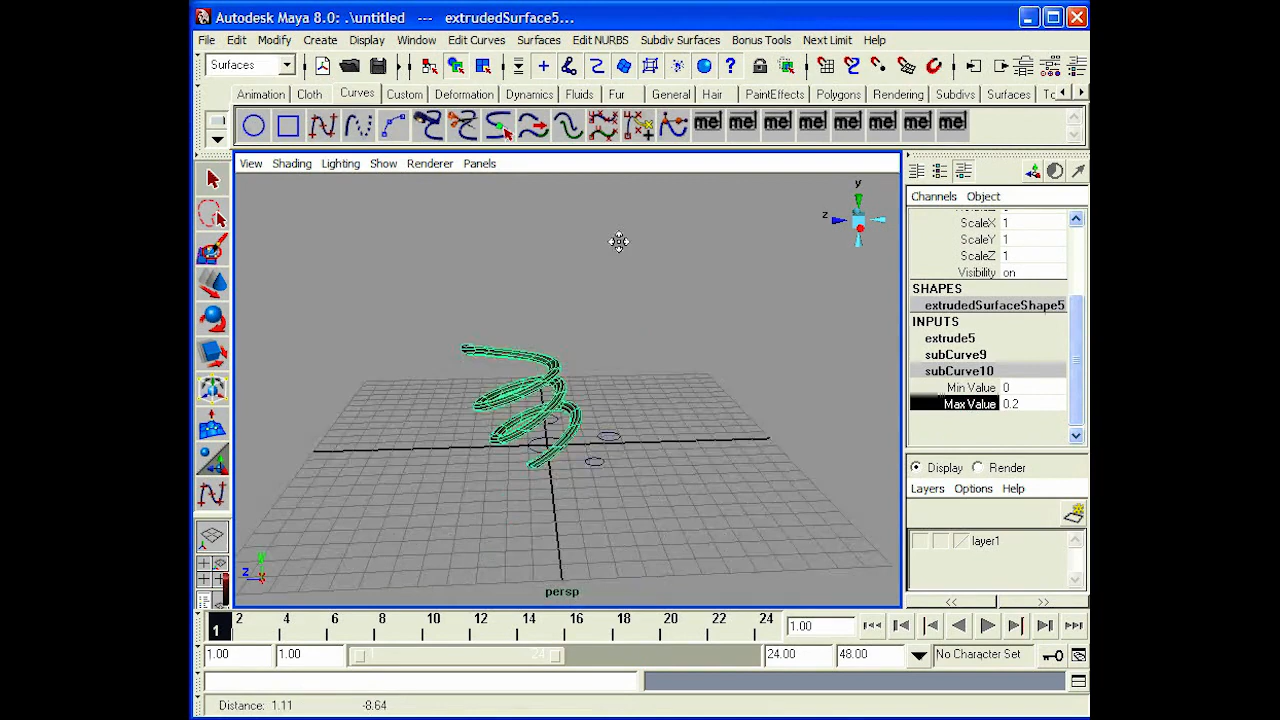 Autodesk Maya 8.0: .\untitled --- extrudedSurface5...
File Edit Modify Create Display Window Edit Curves Surfaces Edit NURBS Subdiv Surfaces Bonus Tools Next Limit Help
Surfaces
Animation Cloth Curves Custom Deformation Dynamics Fluids Fur General Hair PaintEffects Polygons Rendering Subdivs Surfaces
mel mel mel mel mel mel mel mel
View Shading Lighting Show Renderer Panels
y
z
persp
y
z
Channels Object
ScaleX 1
ScaleY 1
ScaleZ 1
Visibility on
SHAPES
extrudedSurfaceShape5
INPUTS
extrude5
subCurve9
subCurve10
Min Value 0
Max Value 0.2
Display Render
Layers Options Help
layer1
<< >>
1 2 4 6 8 10 12 14 16 18 20 22 24 1.00
1.00 1.00 24 24.00 48.00 No Character Set
Distance: 1.11 -8.64